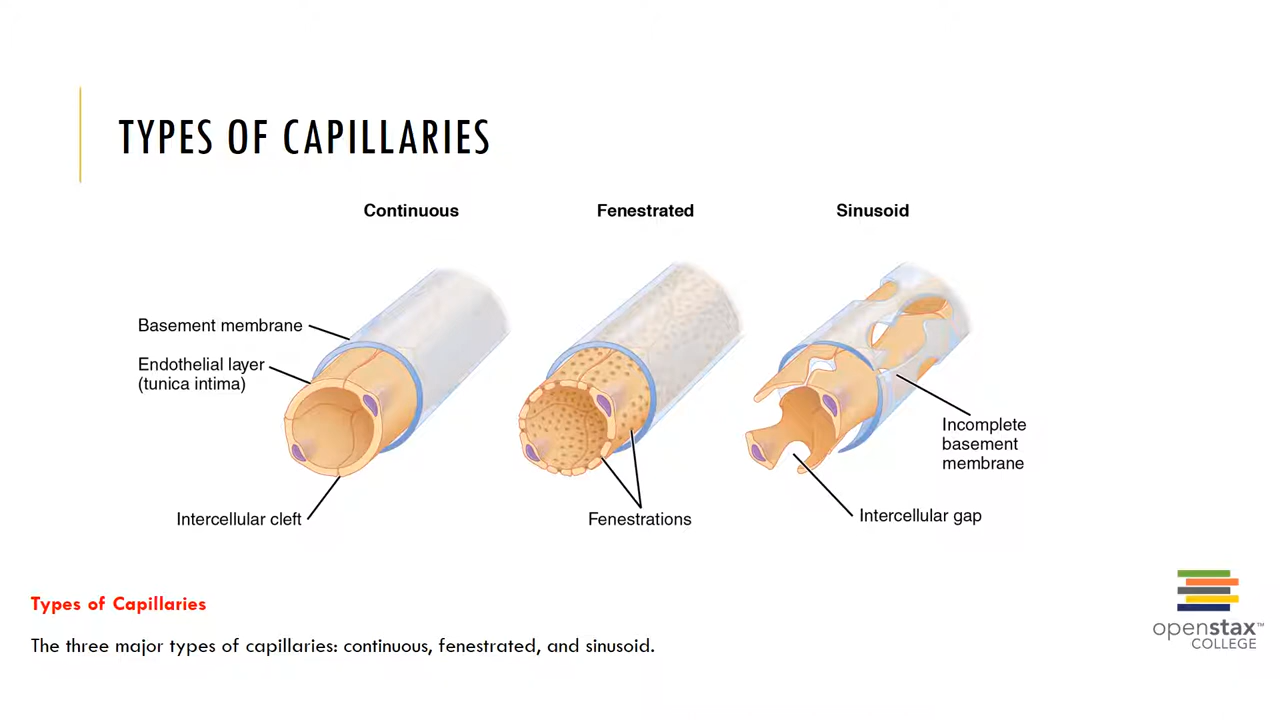 TYPES OF CAPILLARIES
Continuous
Fenestrated
Sinusoid
Basement membrane
Endothelial layer
(tunica intima)
Intercellular cleft
Fenestrations
Incomplete
basement
membrane
Intercellular gap
Types of Capillaries
The three major types of capillaries: continuous, fenestrated, and sinusoid.
openstax™
COLLEGE